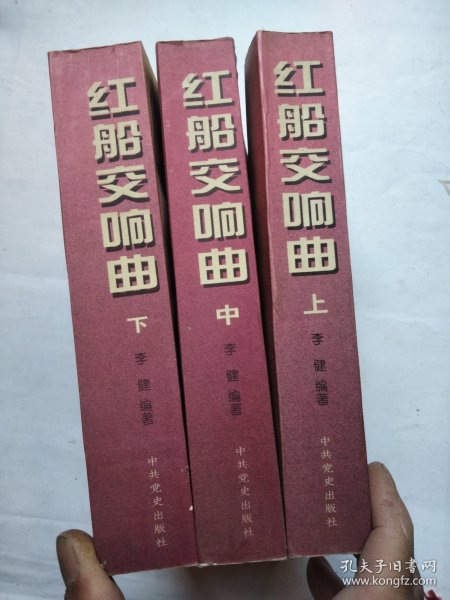 红船交响曲
下
李健 编著
中共党史出版社
红船交响曲
中
李健 编著
中共党史出版社
红船交响曲
上
李健 编著
中共党史出版社
孔夫子旧书网
www.kongfz.com